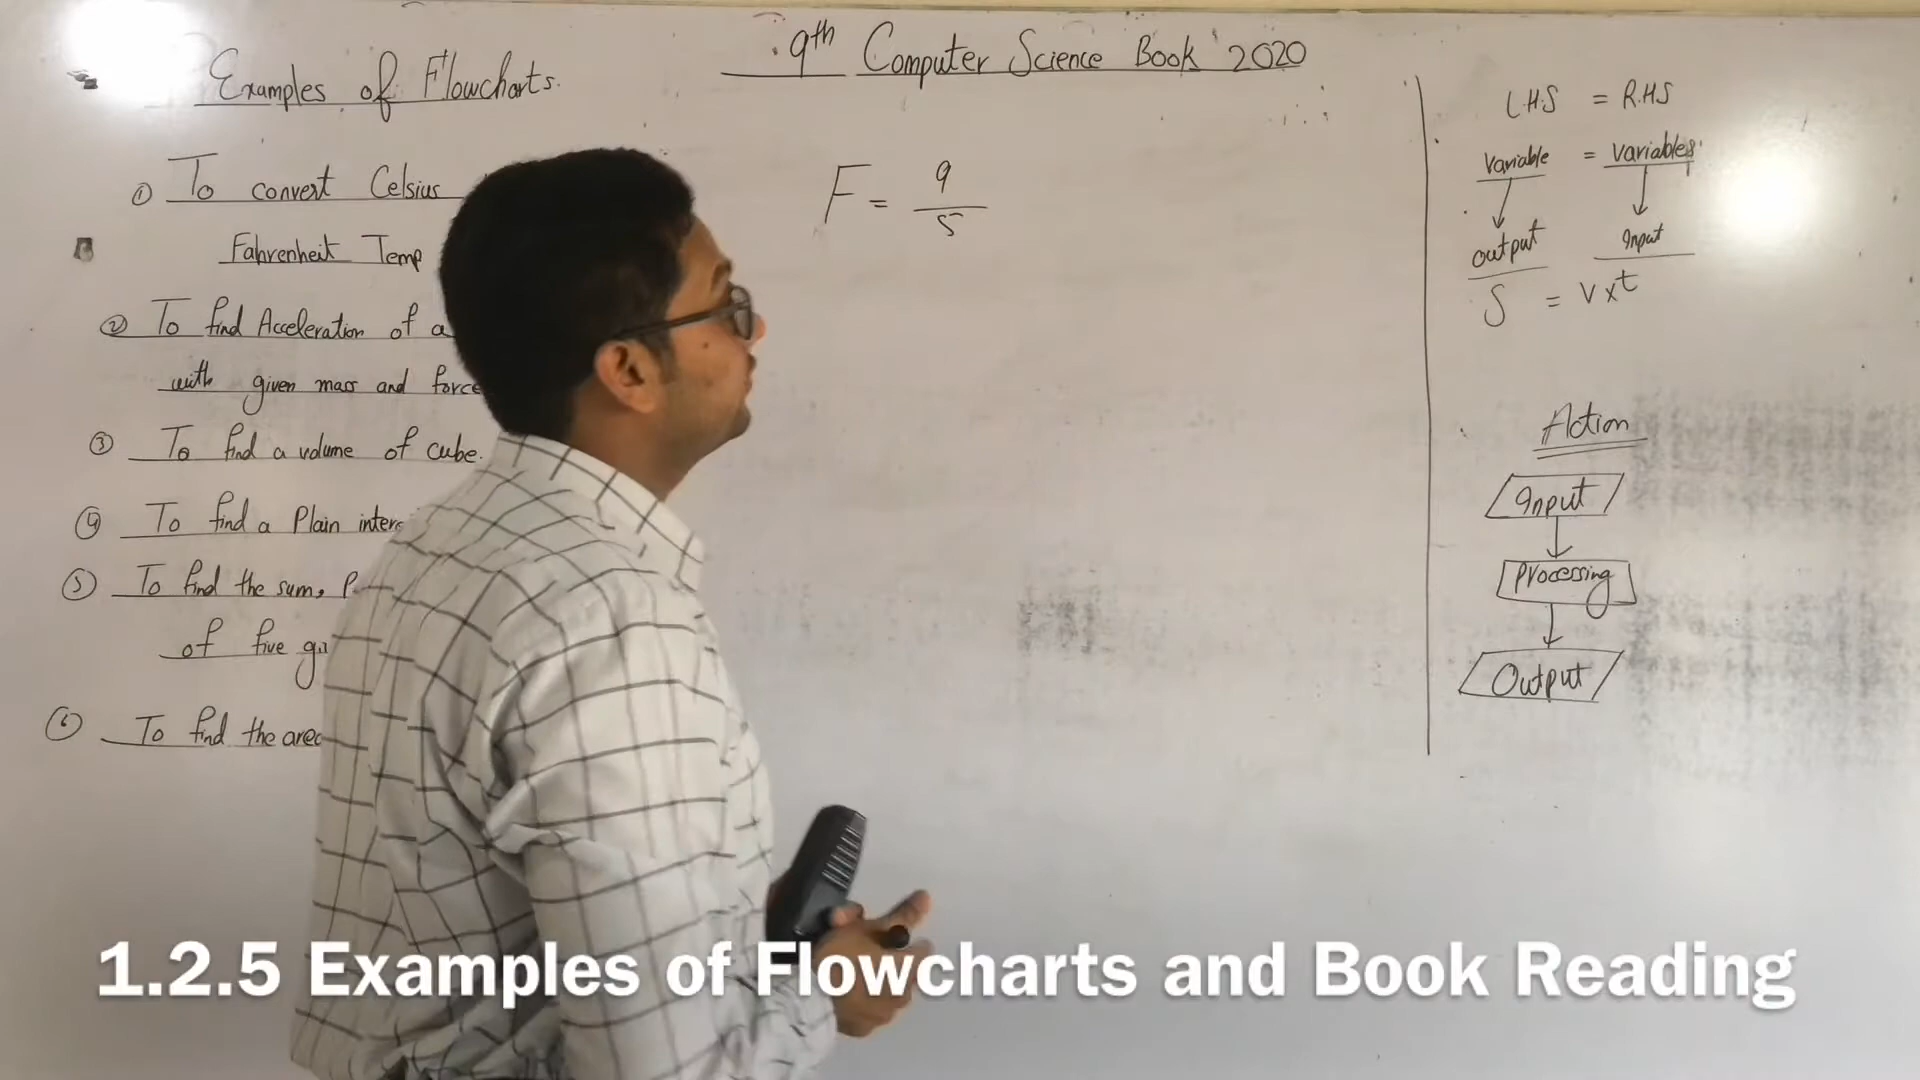 9th Computer Science Book 2020
Examples of Flowcharts.
① To convert Celsius
Fahrenheit Temp
② To find Acceleration of a
with given mass and force
③ To find a volume of cube.
④ To find a Plain
⑤ To find the sum,
of five
⑥ To find the area
F = 9
5
L.H.S = R.H.S
Variable = Variables
output Input
S = v x t
Action
Input
Processing
Output
1.2.5 Examples of Flowcharts and Book Reading